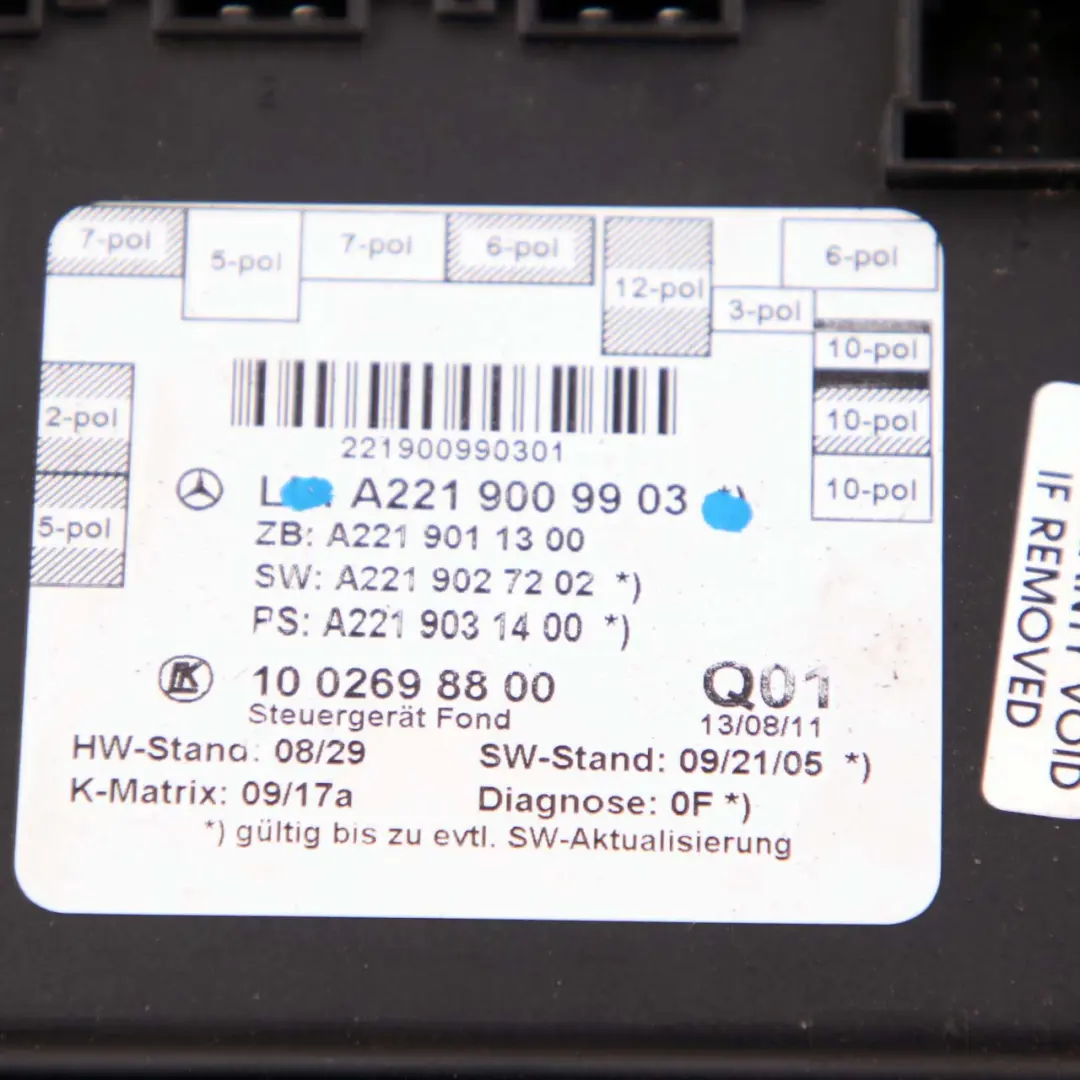 7-pol
5-pol
7-pol
6-pol
12-pol
6-pol
3-pol
10-pol
10-pol
10-pol
2-pol
5-pol
221900990301
A221 900 99 03
ZB: A221 901 13 00
SW: A221 902 72 02 *)
PS: A221 903 14 00 *)
10 0269 88 00
Q01
Steuergerät Fond
13/08/11
HW-Stand: 08/29
SW-Stand: 09/21/05 *)
K-Matrix: 09/17a
Diagnose: 0F *)
*) gültig bis zu evtl. SW-Aktualisierung
VOID
IF REMOVED